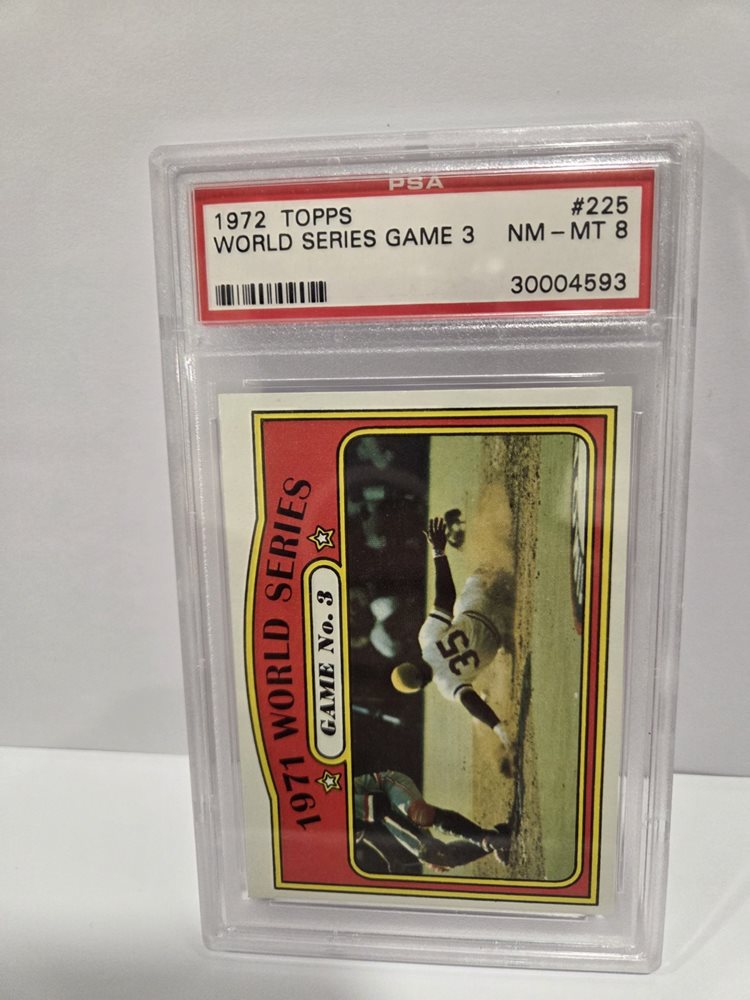 PSA
1972 TOPPS #225
WORLD SERIES GAME 3 NM - MT 8
30004593
1971 WORLD SERIES
GAME No. 3
35